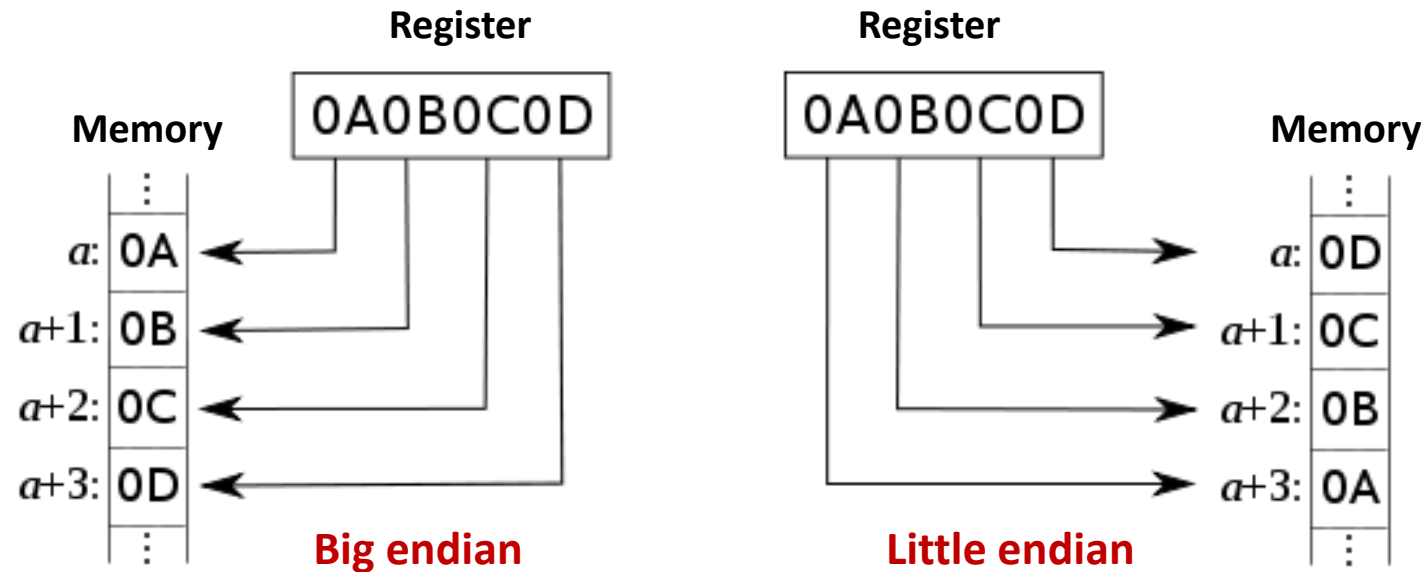 Register
0A0B0C0D
Memory
⋮
a: 0A
a+1: 0B
a+2: 0C
a+3: 0D
⋮
Big endian
Register
0A0B0C0D
Memory
⋮
a: 0D
a+1: 0C
a+2: 0B
a+3: 0A
⋮
Little endian